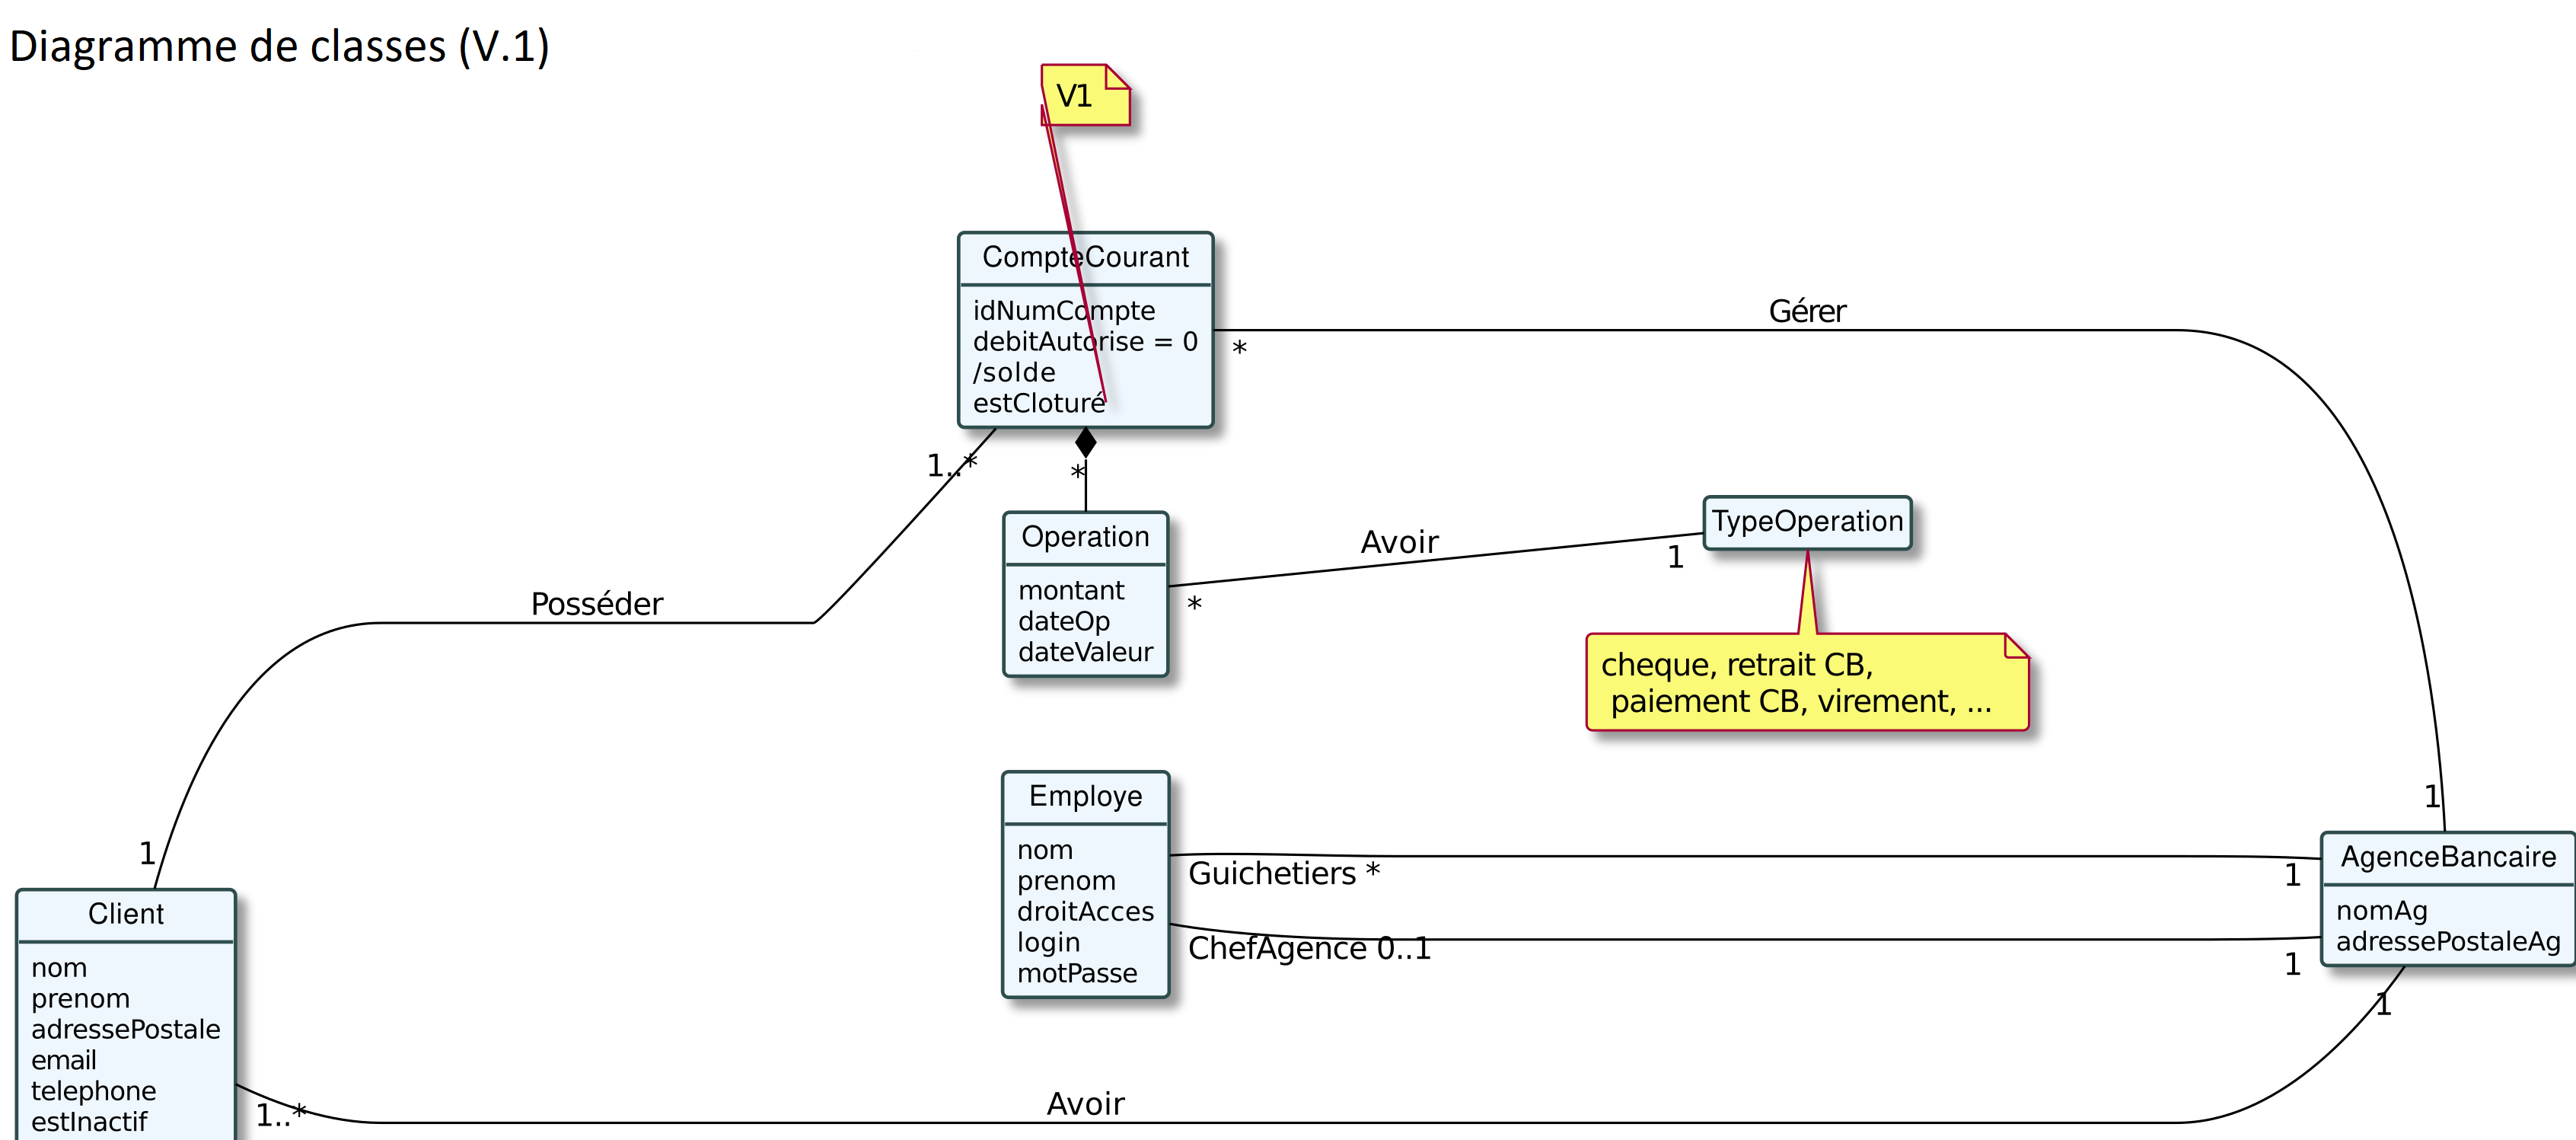 Diagramme de classes (V.1)
V1
CompteCourant
idNumCompte
debitAutorise = 0
/solde
estCloturé
Gérer
*
1..*
*
Operation
montant
dateOp
dateValeur
Avoir
1
*
TypeOperation
cheque, retrait CB,
paiement CB, virement, ...
Posséder
1
1
Employe
nom
prenom
droitAcces
login
motPasse
Guichetiers *
1
ChefAgence 0..1
1
AgenceBancaire
nomAg
adressePostaleAg
1
Client
nom
prenom
adressePostale
email
telephone
estInactif
1..*
Avoir